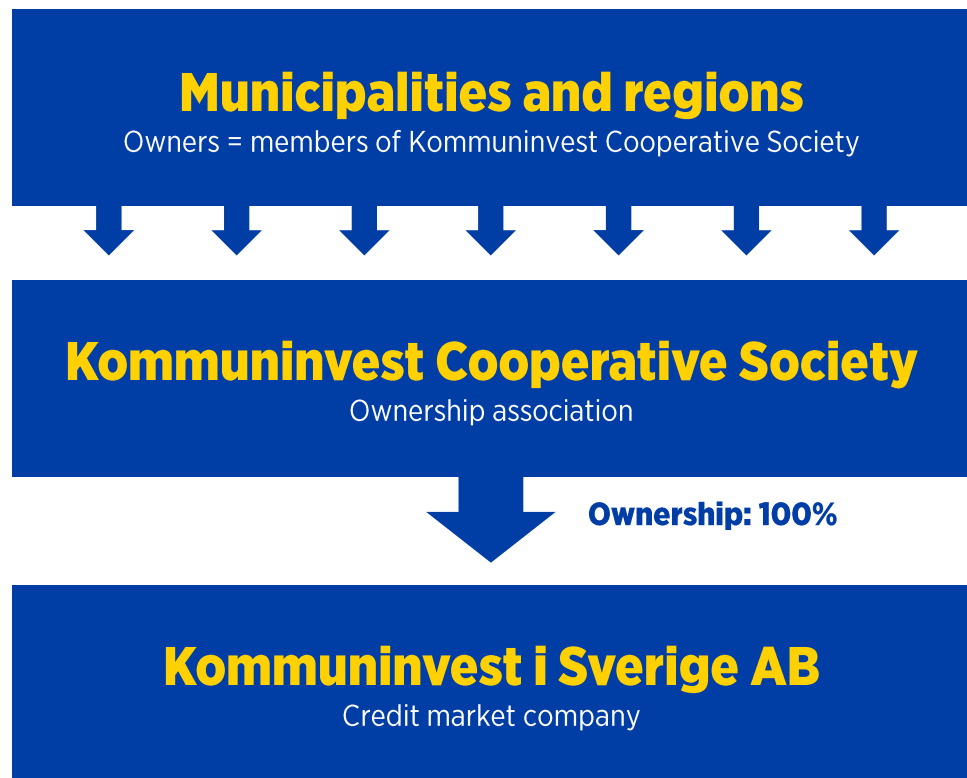 Municipalities and regions
Owners = members of Kommuninvest Cooperative Society
Kommuninvest Cooperative Society
Ownership association
Ownership: 100%
Kommuninvest i Sverige AB
Credit market company